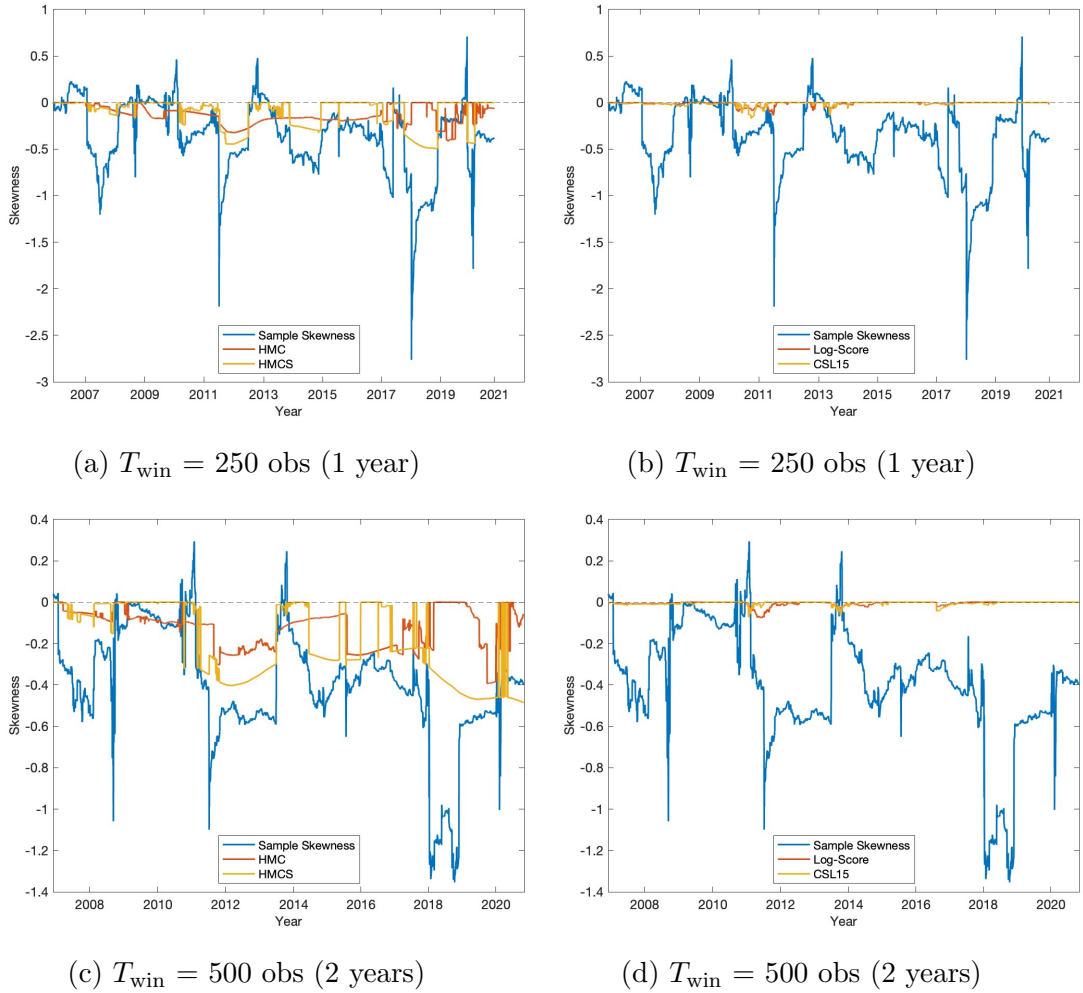 1
0.5
0
-0.5
-1
-1.5
-2
-2.5
-3
Skewness
2007 2009 2011 2013 2015 2017 2019 2021
Year
Sample Skewness
HMC
HMCS
(a) T_win = 250 obs (1 year)
1
0.5
0
-0.5
-1
-1.5
-2
-2.5
-3
Skewness
2007 2009 2011 2013 2015 2017 2019 2021
Year
Sample Skewness
Log-Score
CSL15
(b) T_win = 250 obs (1 year)
0.4
0.2
0
-0.2
-0.4
-0.6
-0.8
-1
-1.2
-1.4
Skewness
2008 2010 2012 2014 2016 2018 2020
Year
Sample Skewness
HMC
HMCS
(c) T_win = 500 obs (2 years)
0.4
0.2
0
-0.2
-0.4
-0.6
-0.8
-1
-1.2
-1.4
Skewness
2008 2010 2012 2014 2016 2018 2020
Year
Sample Skewness
Log-Score
CSL15
(d) T_win = 500 obs (2 years)